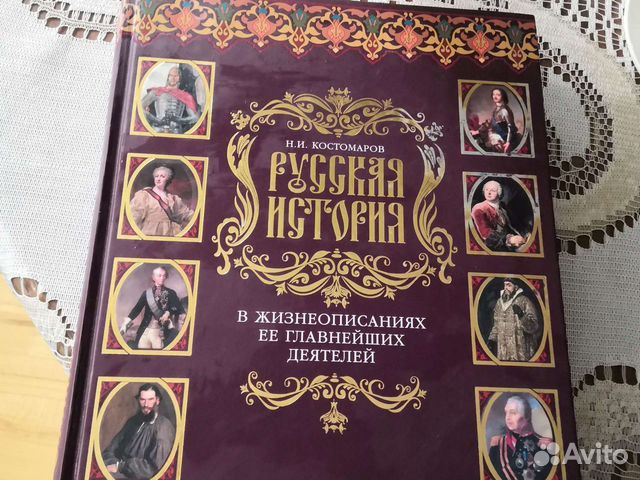 Н.И. КОСТОМАРОВ
РУССКАЯ
ИСТОРИЯ
В ЖИЗНЕОПИСАНИЯХ
ЕЕ ГЛАВНЕЙШИХ
ДЕЯТЕЛЕЙ
Avito